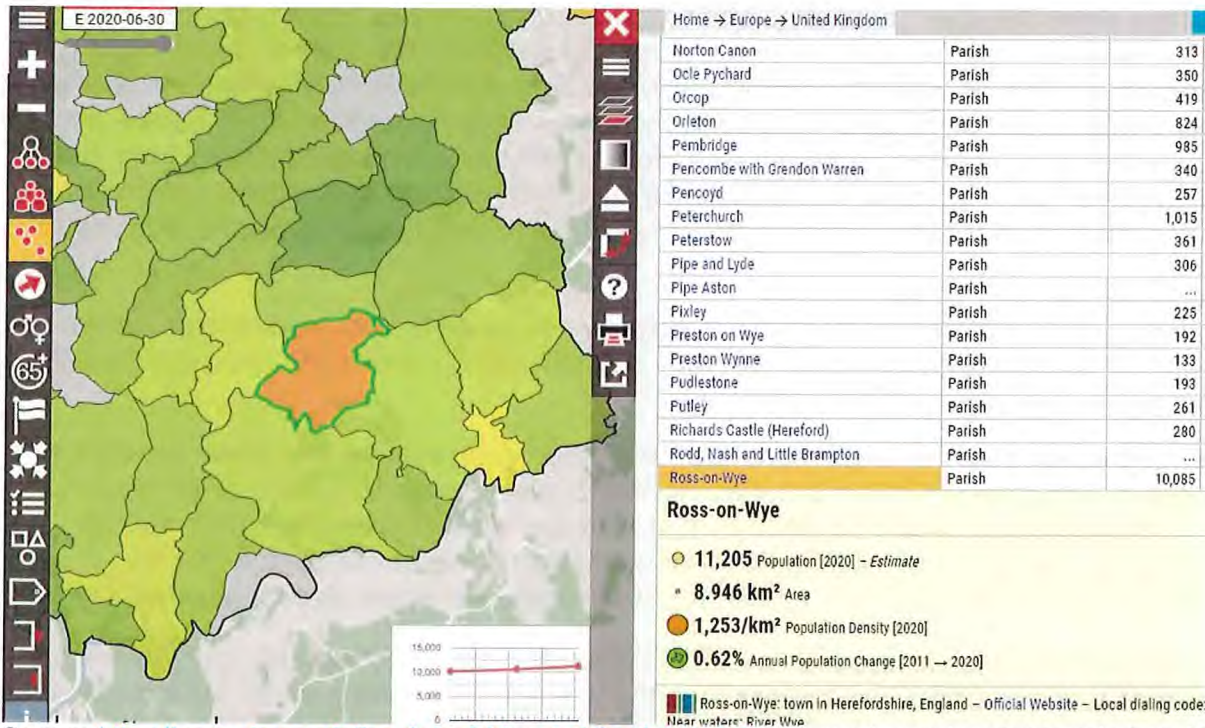 E 2020-06-30
65+
15,000
10,000
5,000
0
Home → Europe → United Kingdom
Norton Canon Parish 313
Ocle Pychard Parish 350
Orcop Parish 419
Orleton Parish 824
Pembridge Parish 985
Pencombe with Grendon Warren Parish 340
Pencoyd Parish 257
Peterchurch Parish 1,015
Peterstow Parish 361
Pipe and Lyde Parish 306
Pipe Aston Parish ...
Pixley Parish 225
Preston on Wye Parish 192
Preston Wynne Parish 133
Pudlestone Parish 193
Putley Parish 261
Richards Castle (Hereford) Parish 280
Rodd, Nash and Little Brampton Parish ...
Ross-on-Wye Parish 10,085
Ross-on-Wye
11,205 Population [2020] – Estimate
8.946 km² Area
1,253/km² Population Density [2020]
0.62% Annual Population Change [2011 → 2020]
Ross-on-Wye: town in Herefordshire, England – Official Website – Local dialing code:
Near waters: River Wye